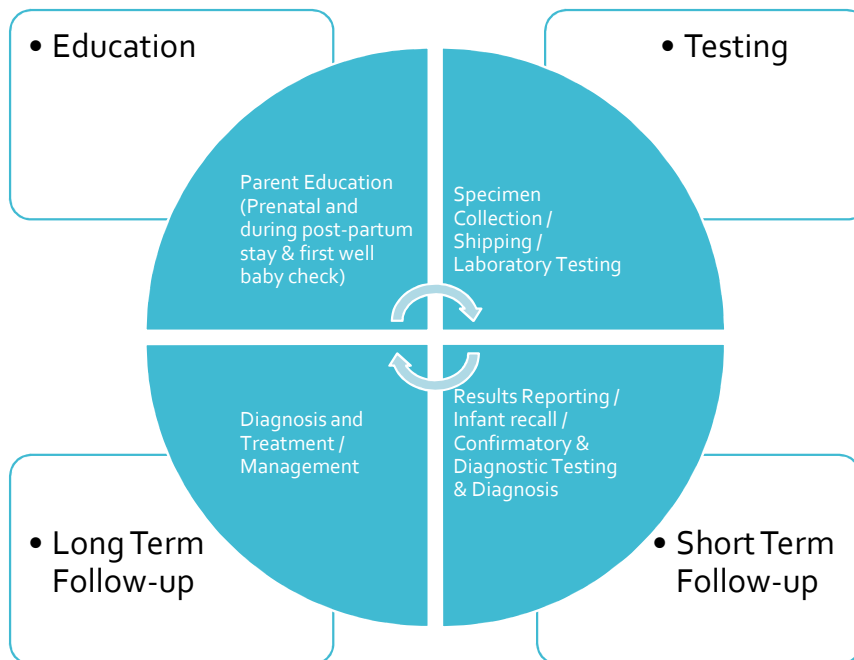 • Education
• Testing
Parent Education
(Prenatal and
during post-partum
stay & first well
baby check)
Specimen
Collection /
Shipping /
Laboratory Testing
Diagnosis and
Treatment /
Management
Results Reporting /
Infant recall /
Confirmatory &
Diagnostic Testing
& Diagnosis
• Long Term
Follow-up
• Short Term
Follow-up